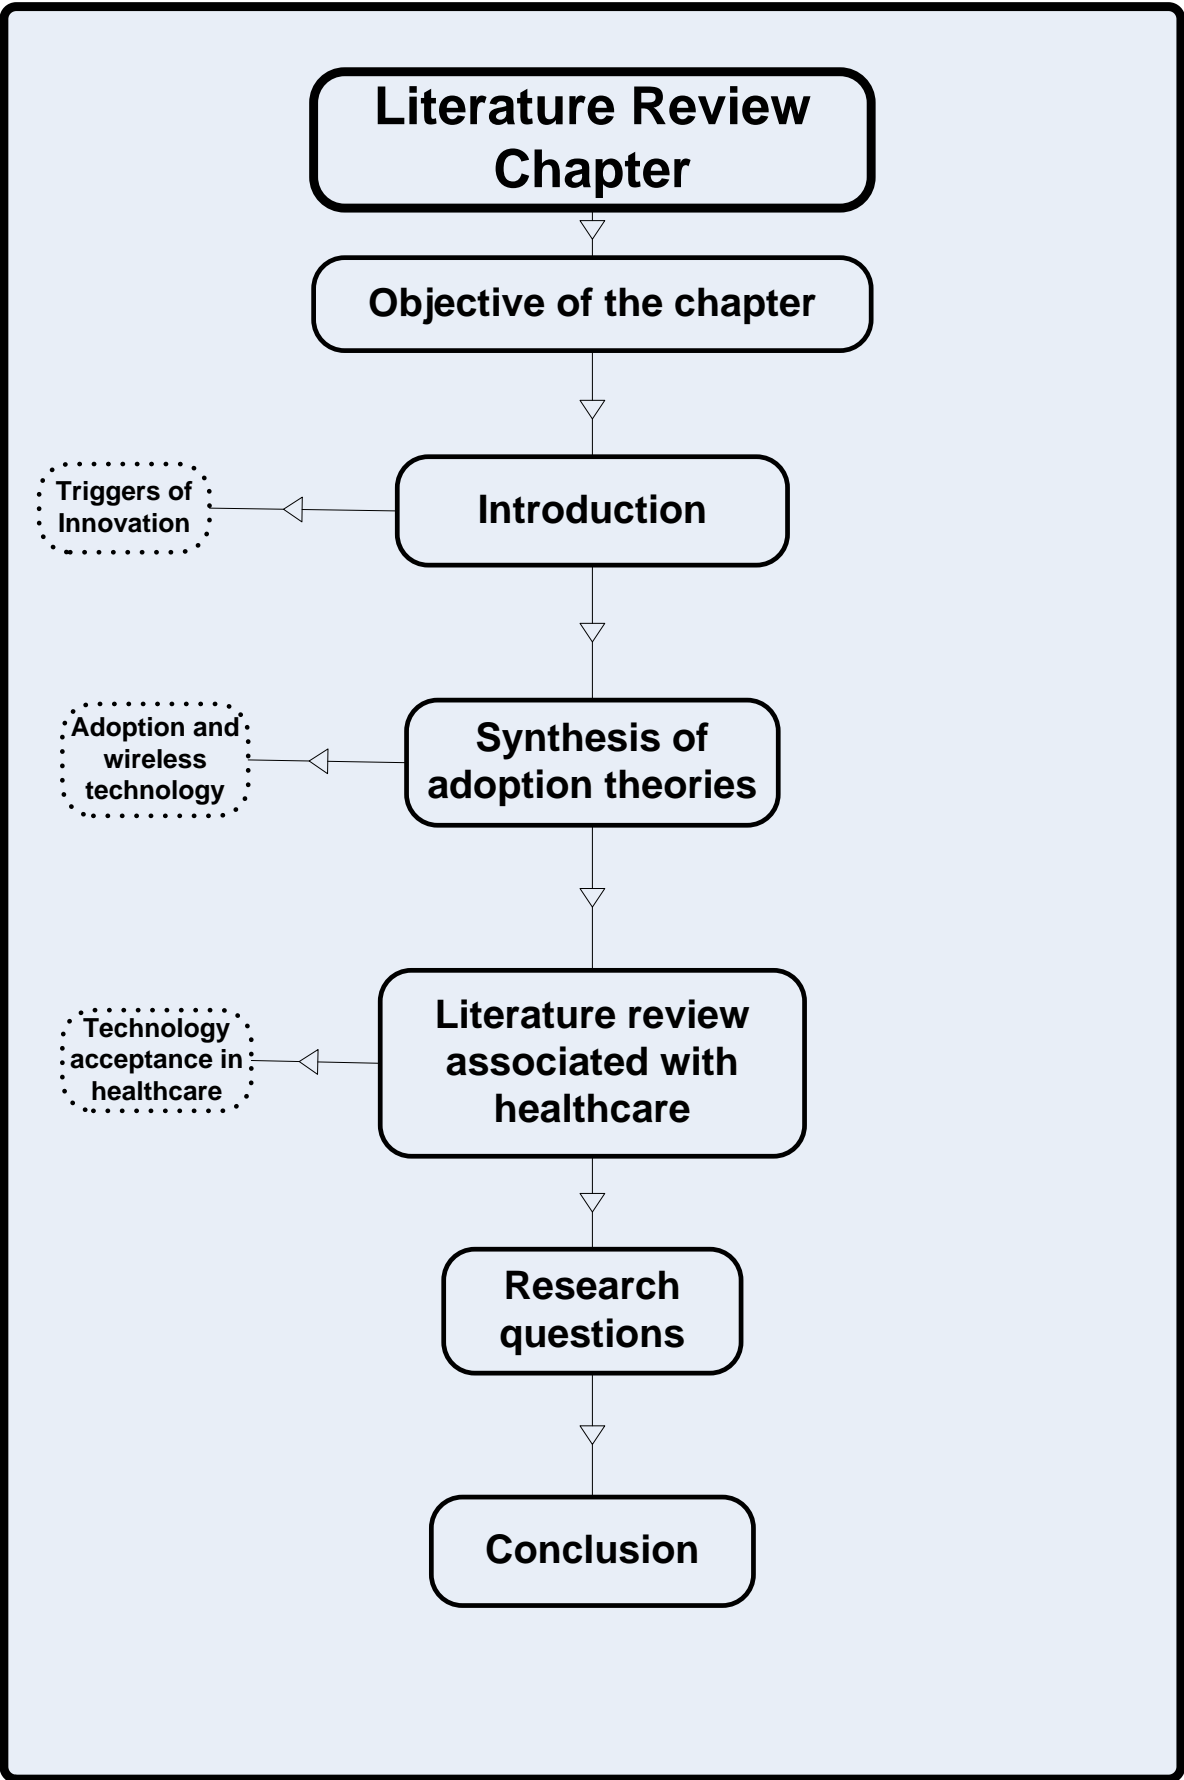 Literature Review
Chapter
Objective of the chapter
Triggers of
Innovation
Introduction
Adoption and
wireless
technology
Synthesis of
adoption theories
Technology
acceptance in
healthcare
Literature review
associated with
healthcare
Research
questions
Conclusion